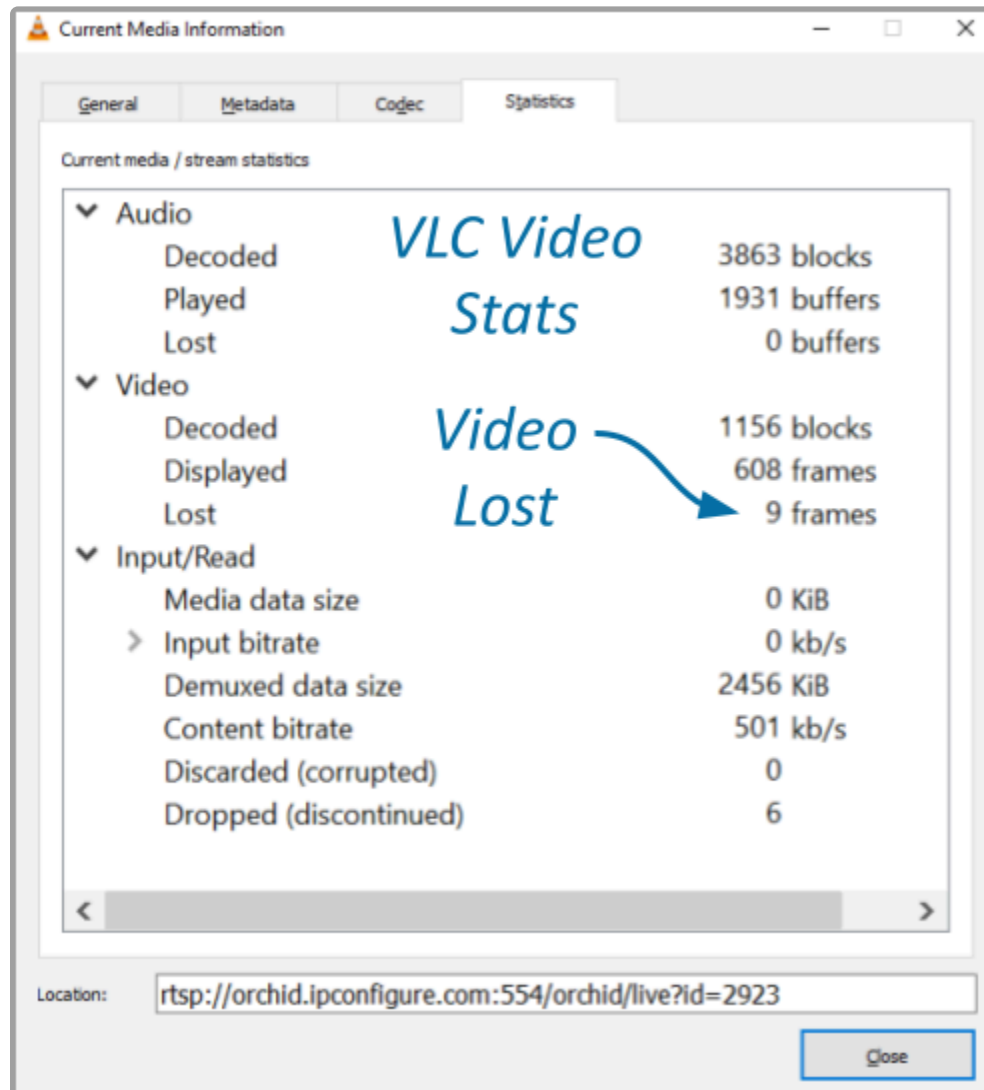 Current Media Information
General Metadata Codec Statistics
Current media / stream statistics
Audio
VLC Video
Stats
Decoded 3863 blocks
Played 1931 buffers
Lost 0 buffers
Video
Video
Lost
Decoded 1156 blocks
Displayed 608 frames
Lost 9 frames
Input/Read
Media data size 0 KiB
Input bitrate 0 kb/s
Demuxed data size 2456 KiB
Content bitrate 501 kb/s
Discarded (corrupted) 0
Dropped (discontinued) 6
Location: rtsp://orchid.ipconfigure.com:554/orchid/live?id=2923
Close